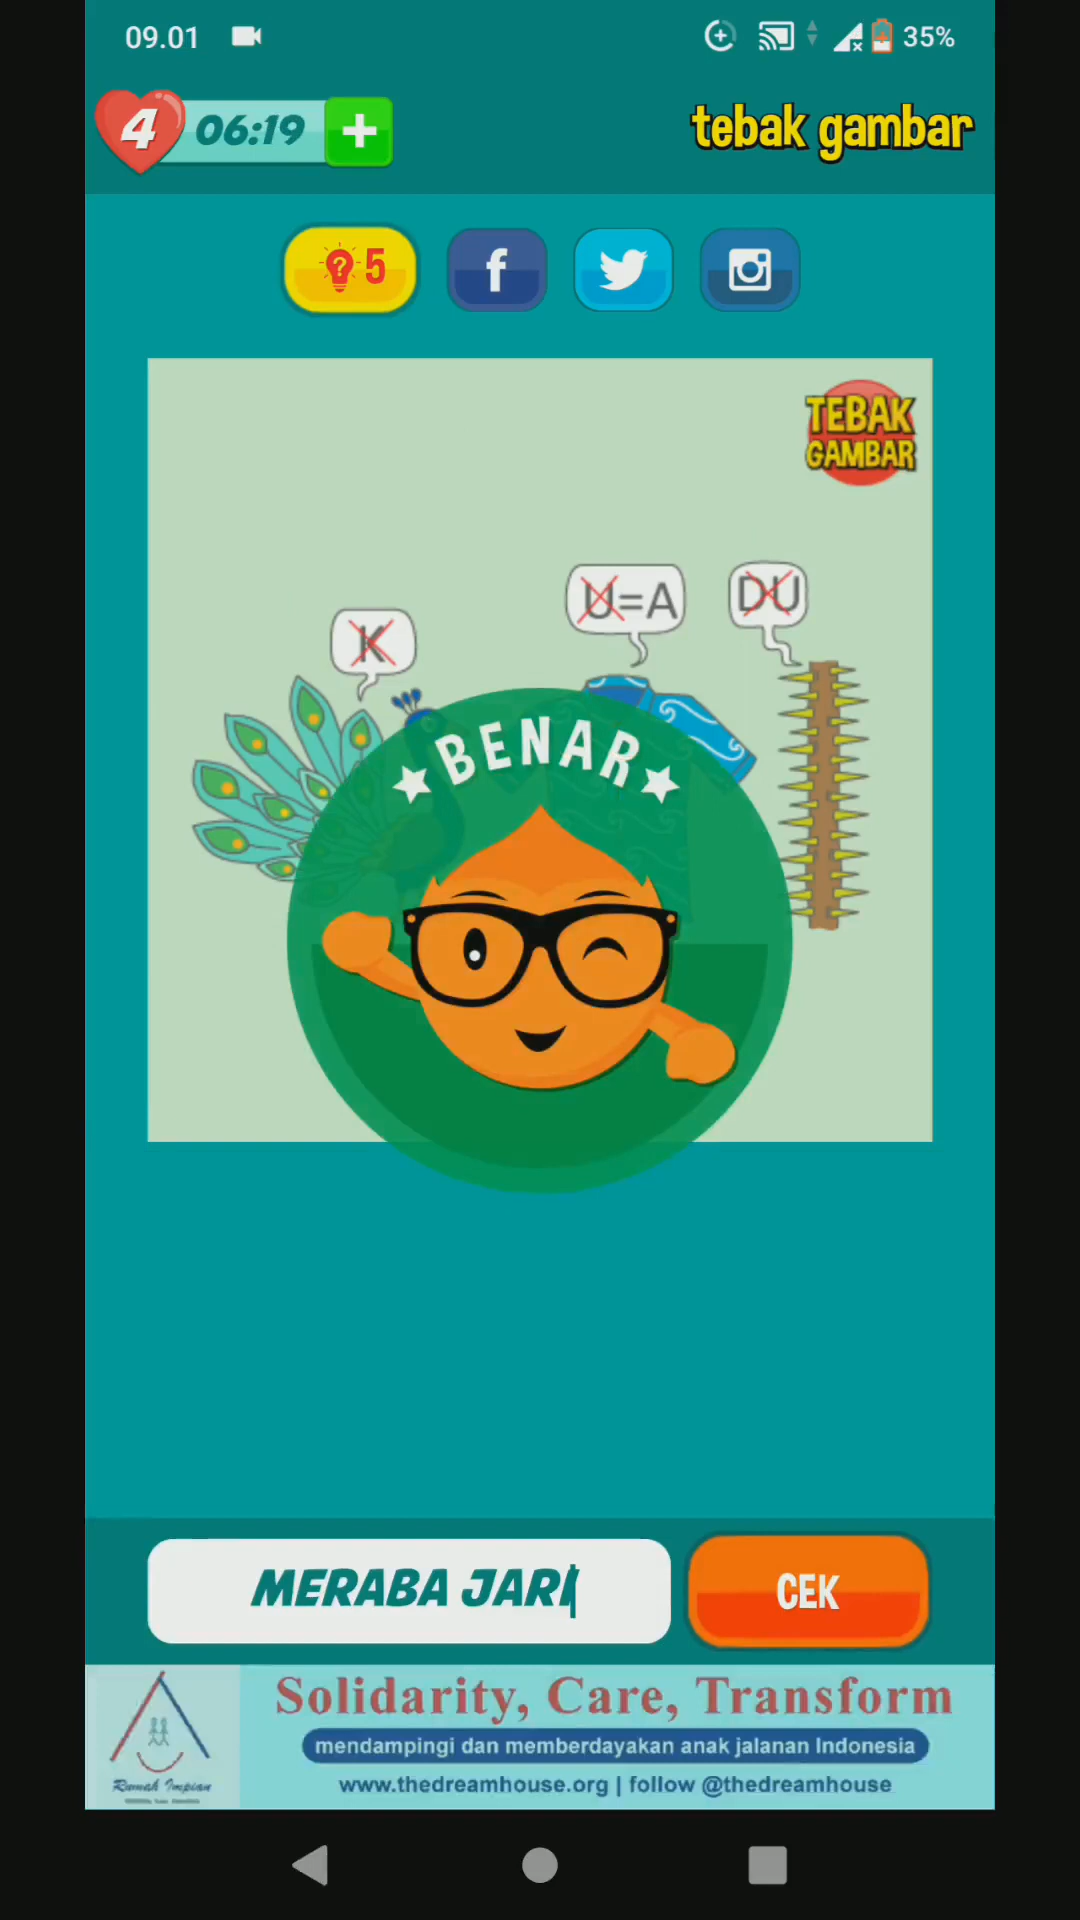 09.01
35%
4
06:19
+
tebak gambar
5
TEBAK
GAMBAR
K
U=A
DU
BENAR
MERABA JARI
CEK
Solidarity, Care, Transform
mendampingi dan memberdayakan anak jalanan Indonesia
Rumah Impian
www.thedreamhouse.org | follow @thedreamhouse